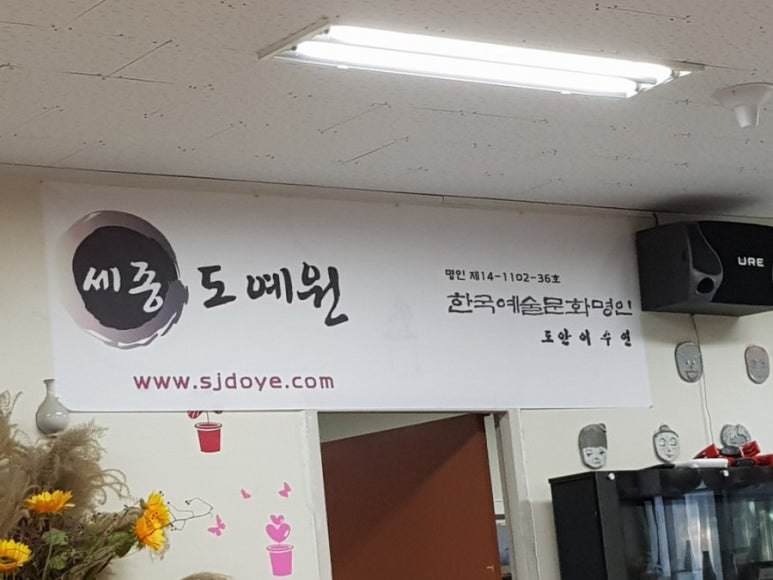 세종 도예원
www.sjdoye.com
명인 제14-1102-36호
한국예술문화명인
도안 이수연
URE